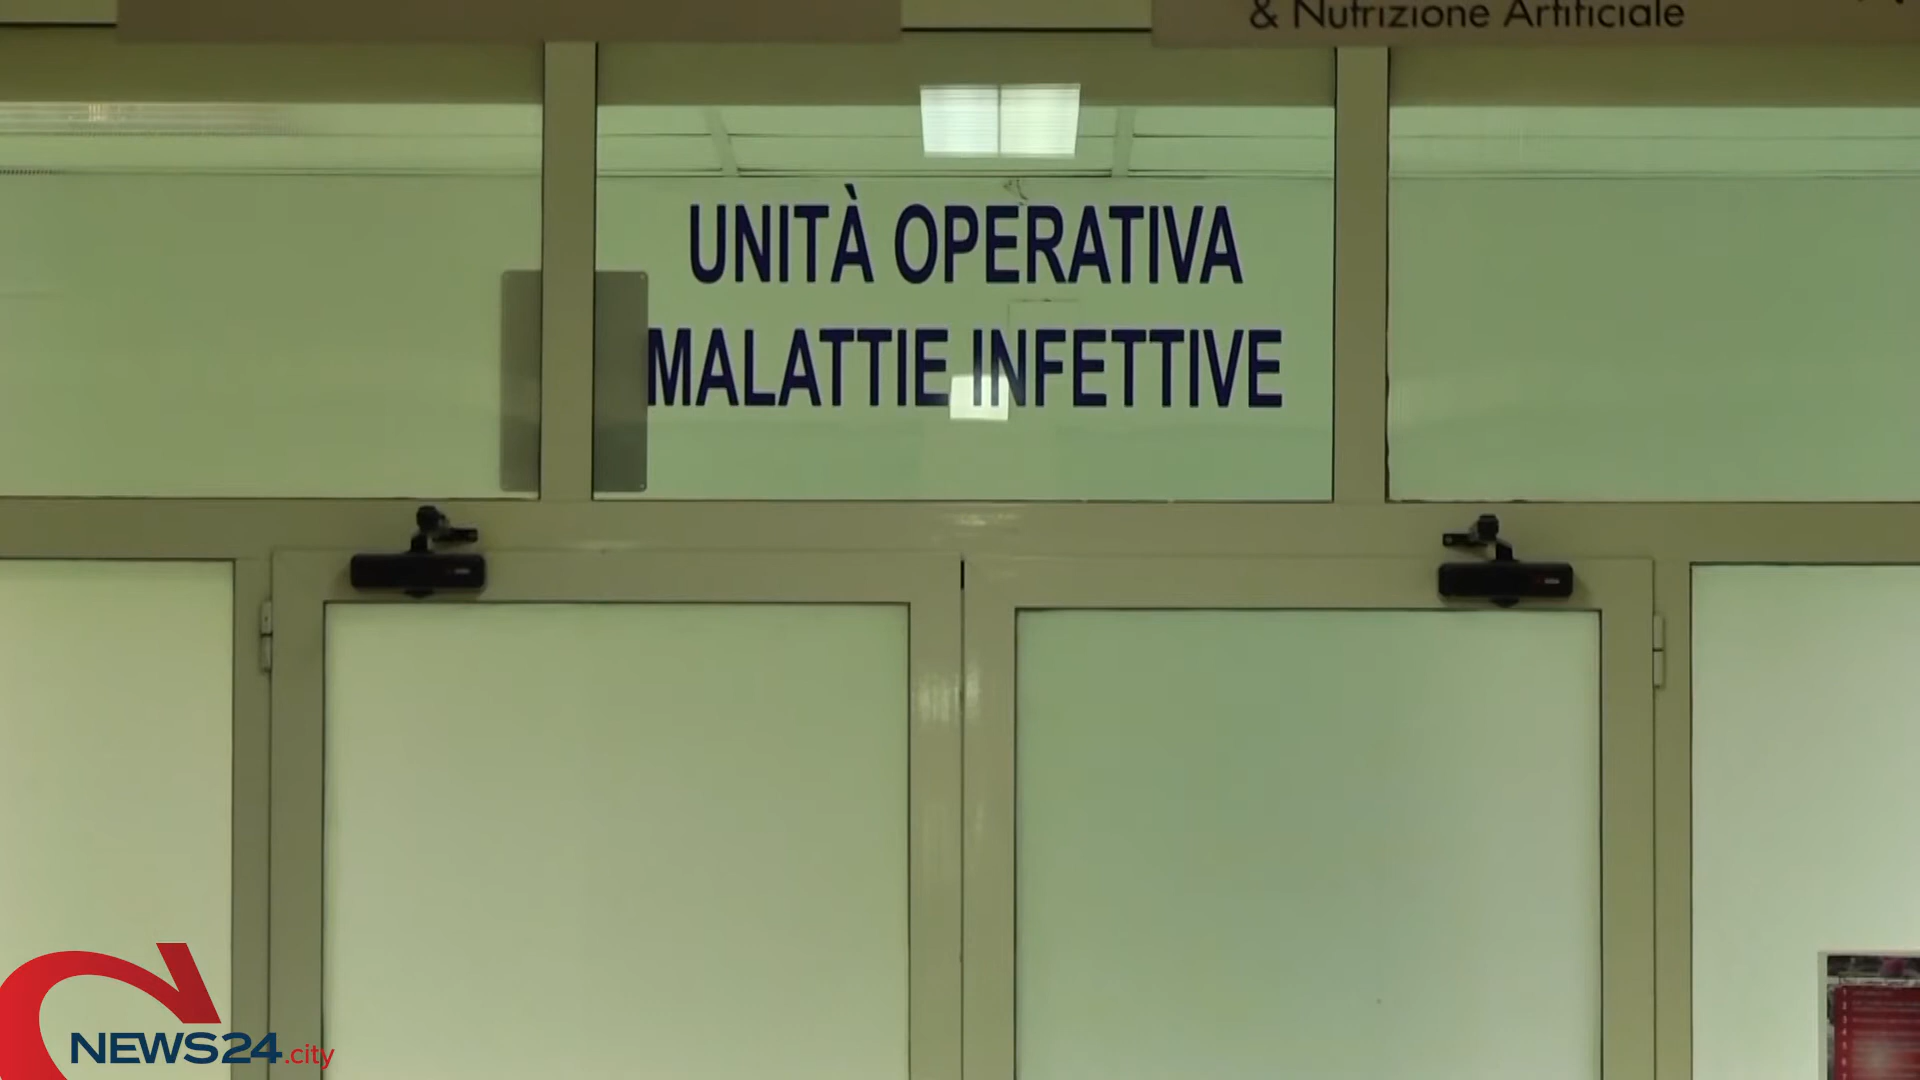 & Nutrizione Artificiale
UNITÀ OPERATIVA
MALATTIE INFETTIVE
NEWS24.city